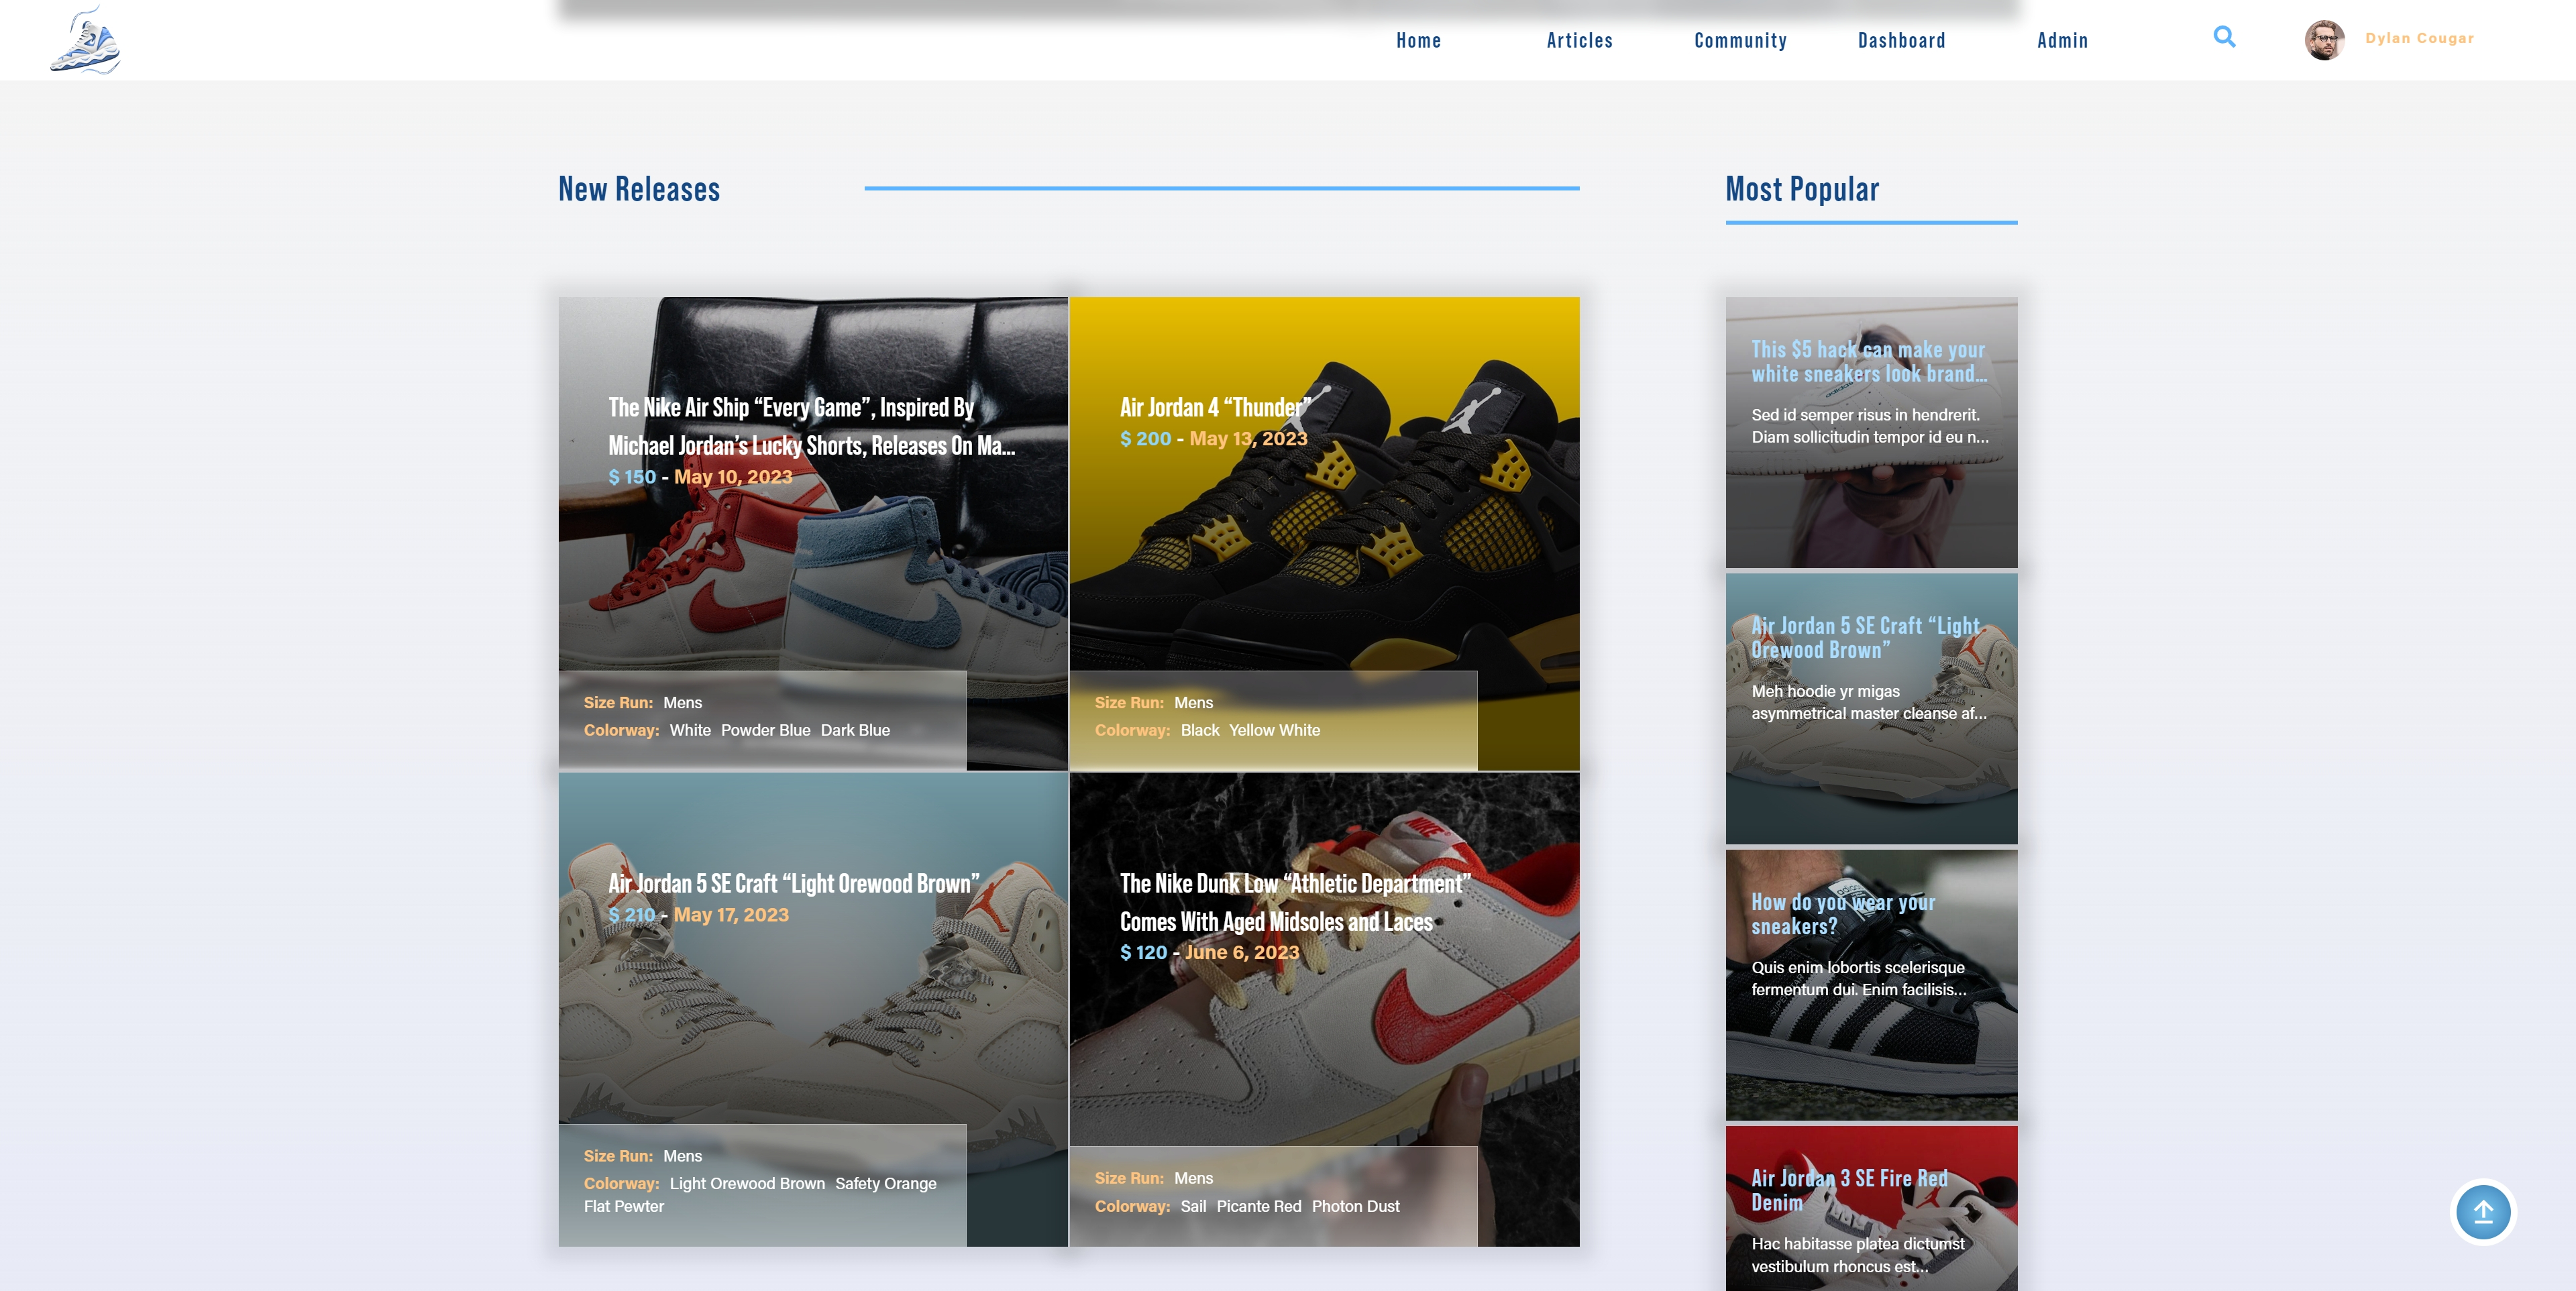 Home
Articles
Community
Dashboard
Admin
Dylan Cougar
New Releases
Most Popular
The Nike Air Ship “Every Game”, Inspired By
Michael Jordan’s Lucky Shorts, Releases On Ma...
$ 150 - May 10, 2023
Size Run: Mens
Colorway: White Powder Blue Dark Blue
Air Jordan 4 “Thunder”
$ 200 - May 13, 2023
Size Run: Mens
Colorway: Black Yellow White
Air Jordan 5 SE Craft “Light Orewood Brown”
$ 210 - May 17, 2023
Size Run: Mens
Colorway: Light Orewood Brown Safety Orange
Flat Pewter
The Nike Dunk Low “Athletic Department”
Comes With Aged Midsoles and Laces
$ 120 - June 6, 2023
Size Run: Mens
Colorway: Sail Picante Red Photon Dust
NIKE
This $5 hack can make your
white sneakers look brand...
Sed id semper risus in hendrerit.
Diam sollicitudin tempor id eu n...
Air Jordan 5 SE Craft “Light
Orewood Brown”
Meh hoodie yr migas
asymmetrical master cleanse af...
How do you wear your
sneakers?
Quis enim lobortis scelerisque
fermentum dui. Enim facilisis...
Air Jordan 3 SE Fire Red
Denim
Hac habitasse platea dictumst
vestibulum rhoncus est...